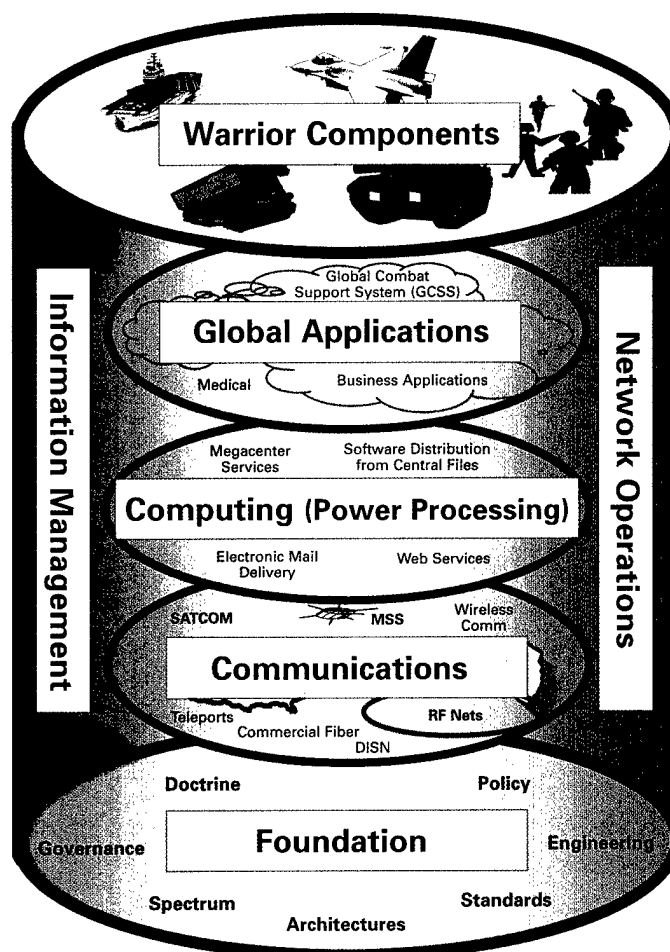 Warrior Components
Information Management
Network Operations
Global Combat
Support System (GCSS)
Global Applications
Medical
Business Applications
Megacenter
Services
Software Distribution
from Central Files
Computing (Power Processing)
Electronic Mail
Delivery
Web Services
SATCOM
MSS
Wireless
Comm
Communications
Teleports
Commercial Fiber
RF Nets
DISN
Doctrine
Policy
Governance
Foundation
Engineering
Spectrum
Standards
Architectures